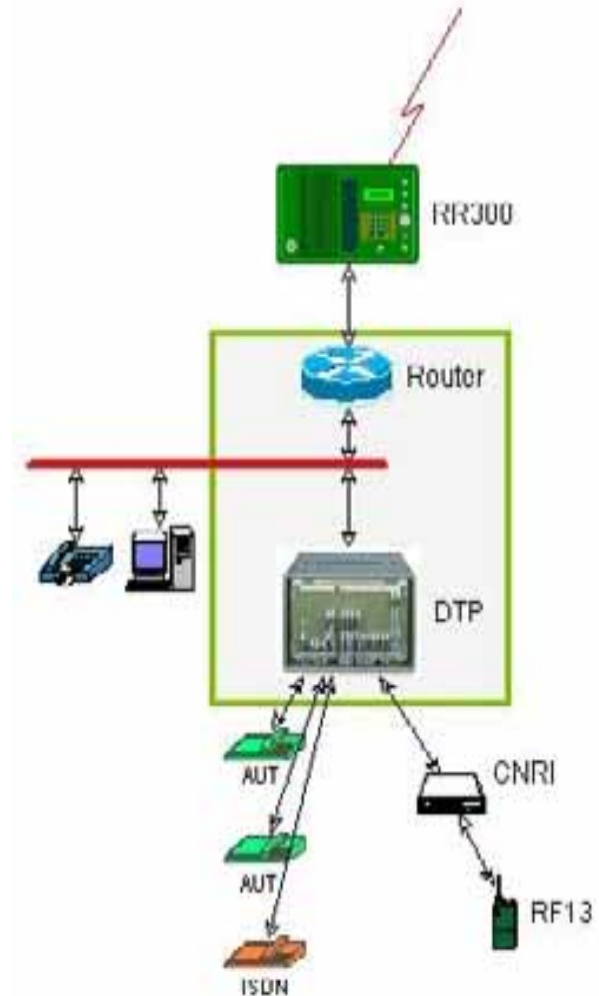 RR300
Router
DTP
AUT
CNRI
AUT
RF13
ISDN